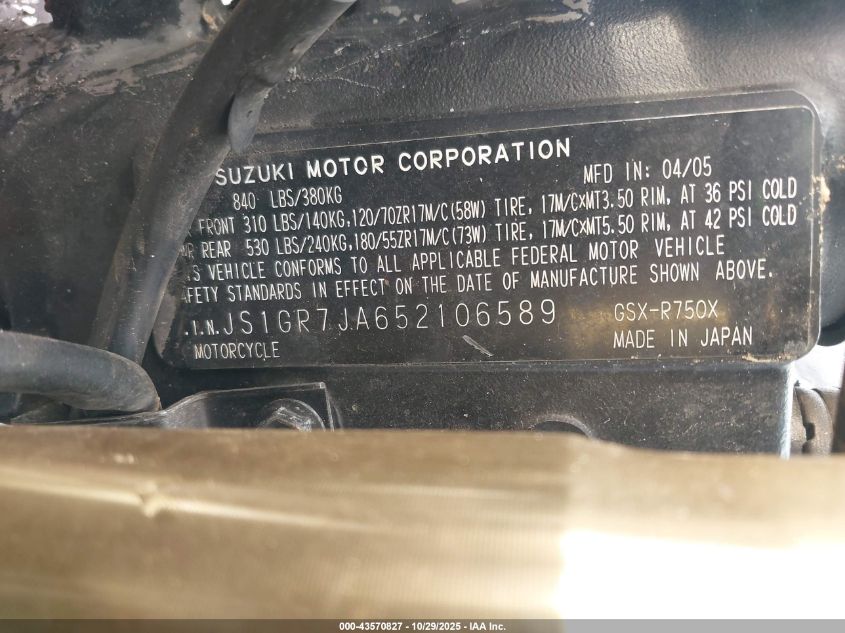 SUZUKI MOTOR CORPORATION
MFD IN: 04/05
840 LBS/380KG
FRONT 310 LBS/140KG,120/70ZR17M/C(58W) TIRE, 17M/C×MT3.50 RIM, AT 36 PSI COLD
R REAR 530 LBS/240KG,180/55ZR17M/C(73W) TIRE, 17M/C×MT5.50 RIM, AT 42 PSI COLD
S VEHICLE CONFORMS TO ALL APPLICABLE FEDERAL MOTOR VEHICLE
AFETY STANDARDS IN EFFECT ON THE DATE OF MANUFACTURE SHOWN ABOVE.
.I.N. JS1GR7JA652106589 GSX-R750X
MOTORCYCLE MADE IN JAPAN
000-43570827 • 10/29/2025 - IAA Inc.